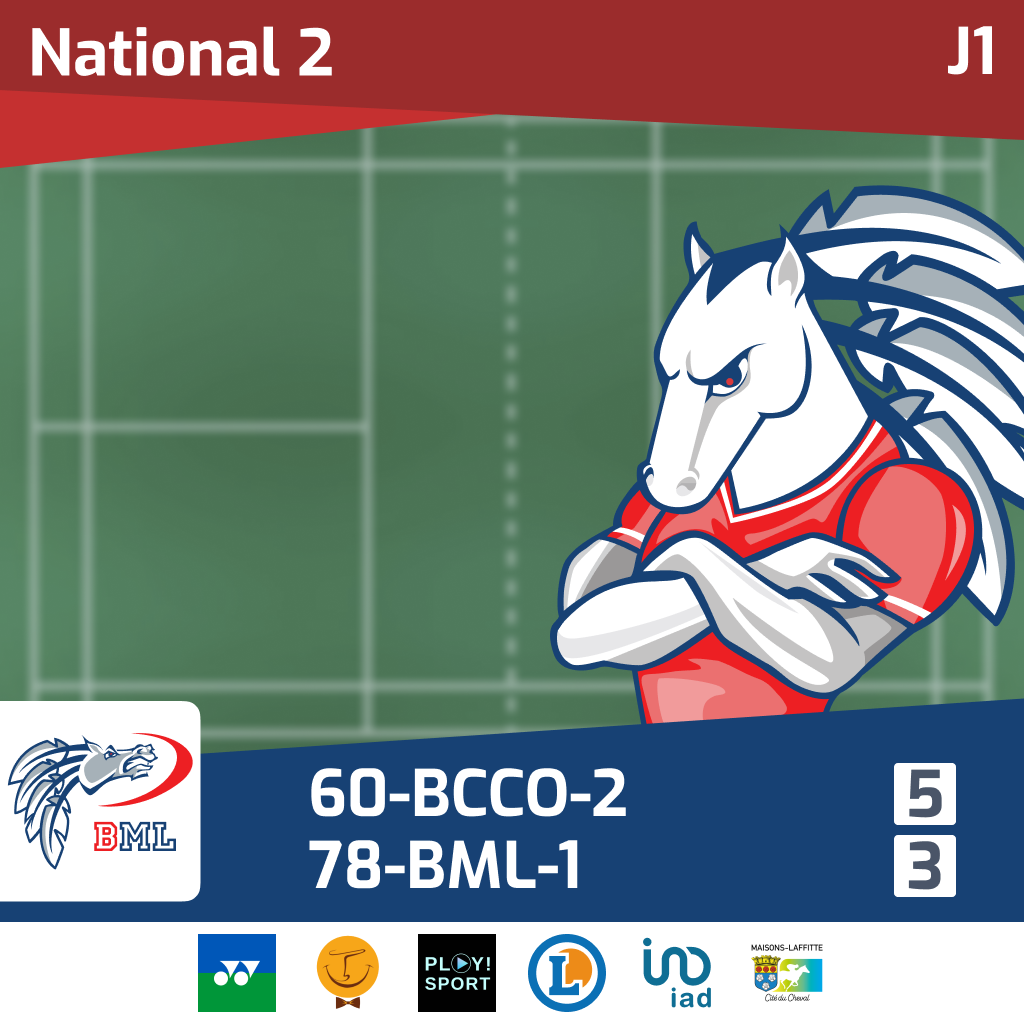 National 2
J1
BML
60-BCCO-2
5
78-BML-1
3
PLAY!
SPORT
L
iad
MAISONS-LAFFITTE
Cité du Cheval